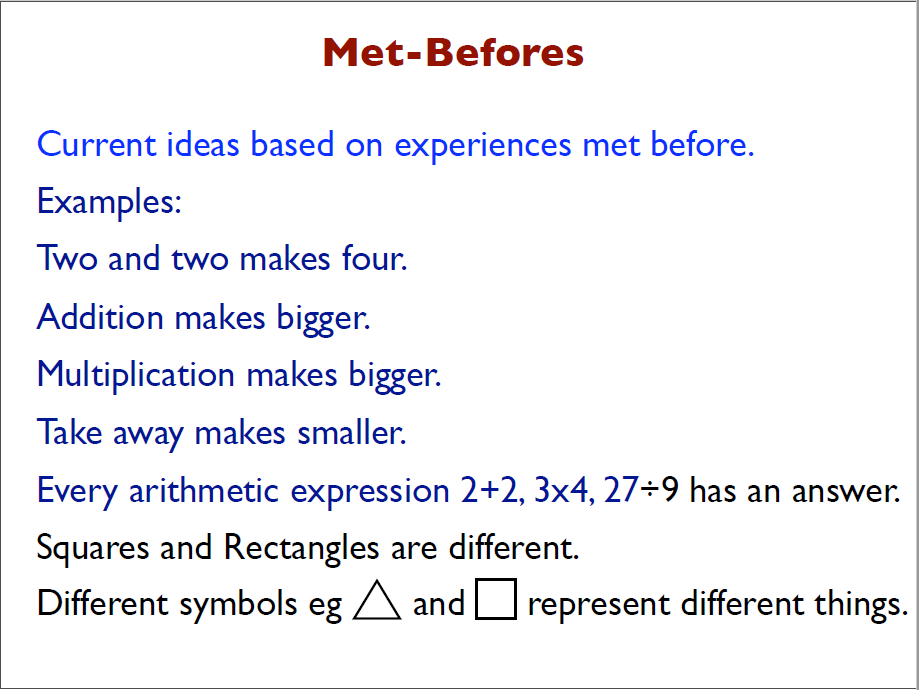 Met-Befores
Current ideas based on experiences met before.
Examples:
Two and two makes four.
Addition makes bigger.
Multiplication makes bigger.
Take away makes smaller.
Every arithmetic expression 2+2, 3x4, 27÷9 has an answer.
Squares and Rectangles are different.
Different symbols eg △ and □ represent different things.